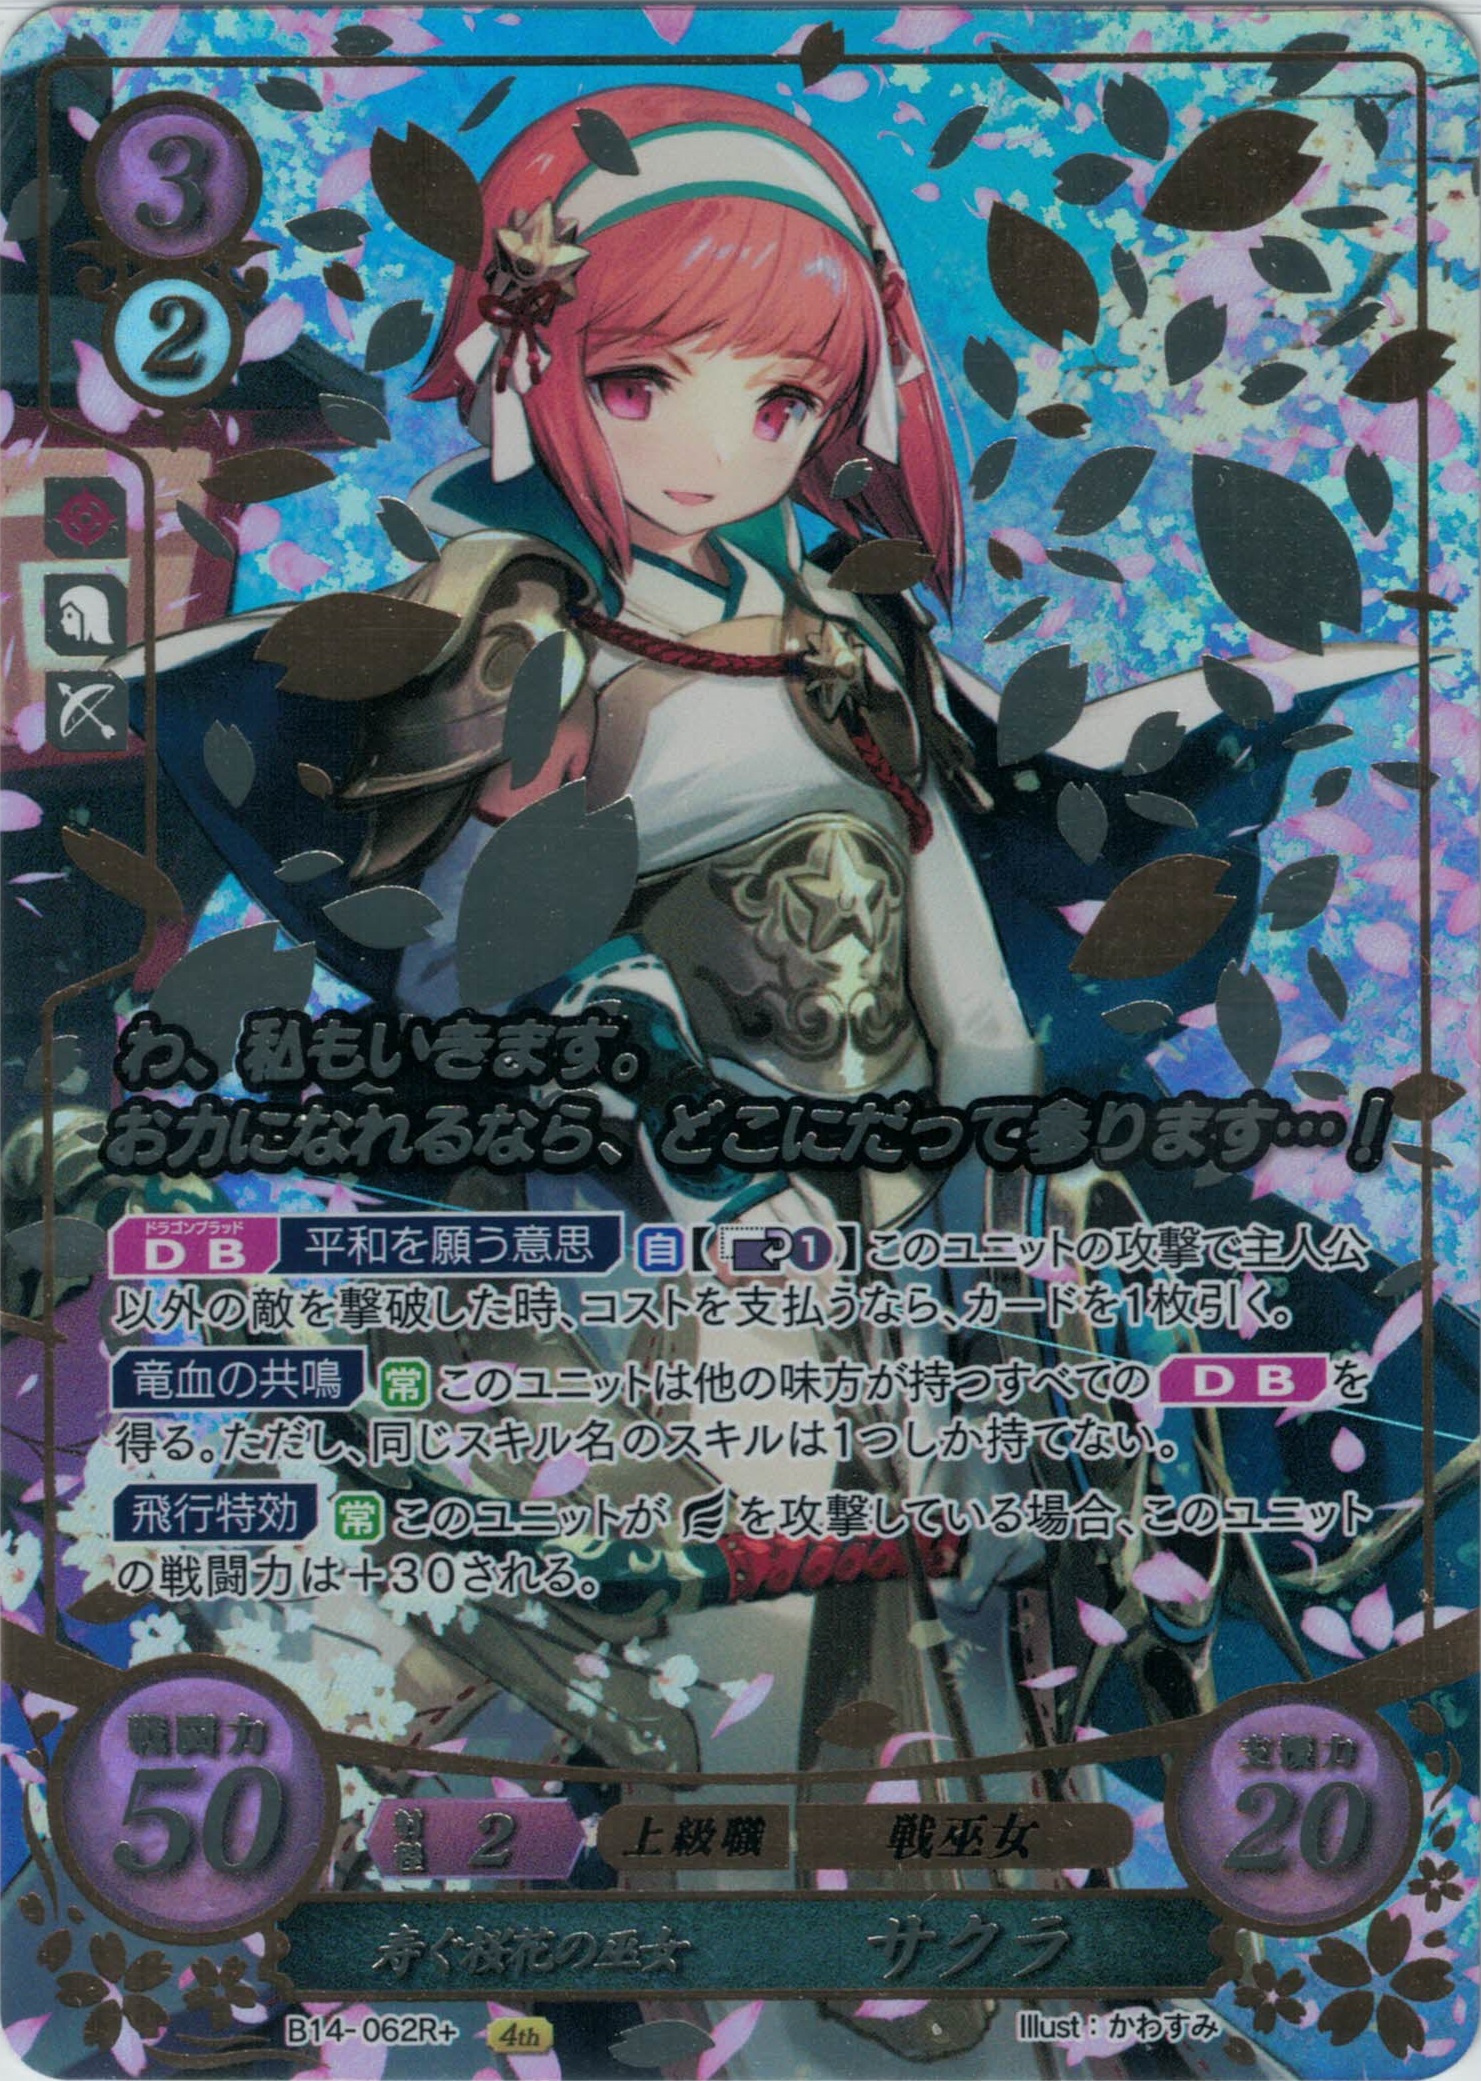 3
2
わ、私もいきます。
お力になれるなら、どこにだって参ります…！
ドラゴンブラッド
DB 平和を願う意思 自【1】このユニットの攻撃で主人公
以外の敵を撃破した時、コストを支払うなら、カードを1枚引く。
竜血の共鳴 常 このユニットは他の味方が持つすべての DB を
得る。ただし、同じスキル名のスキルは1つしか持てない。
飛行特効 常 このユニットが を攻撃している場合、このユニット
の戦闘力は＋30される。
戦闘力
50
射程 2
上級職 戦巫女
支援力
20
寿ぐ桜花の巫女 サクラ
B14-062R+ 4th
Illust：かわすみ